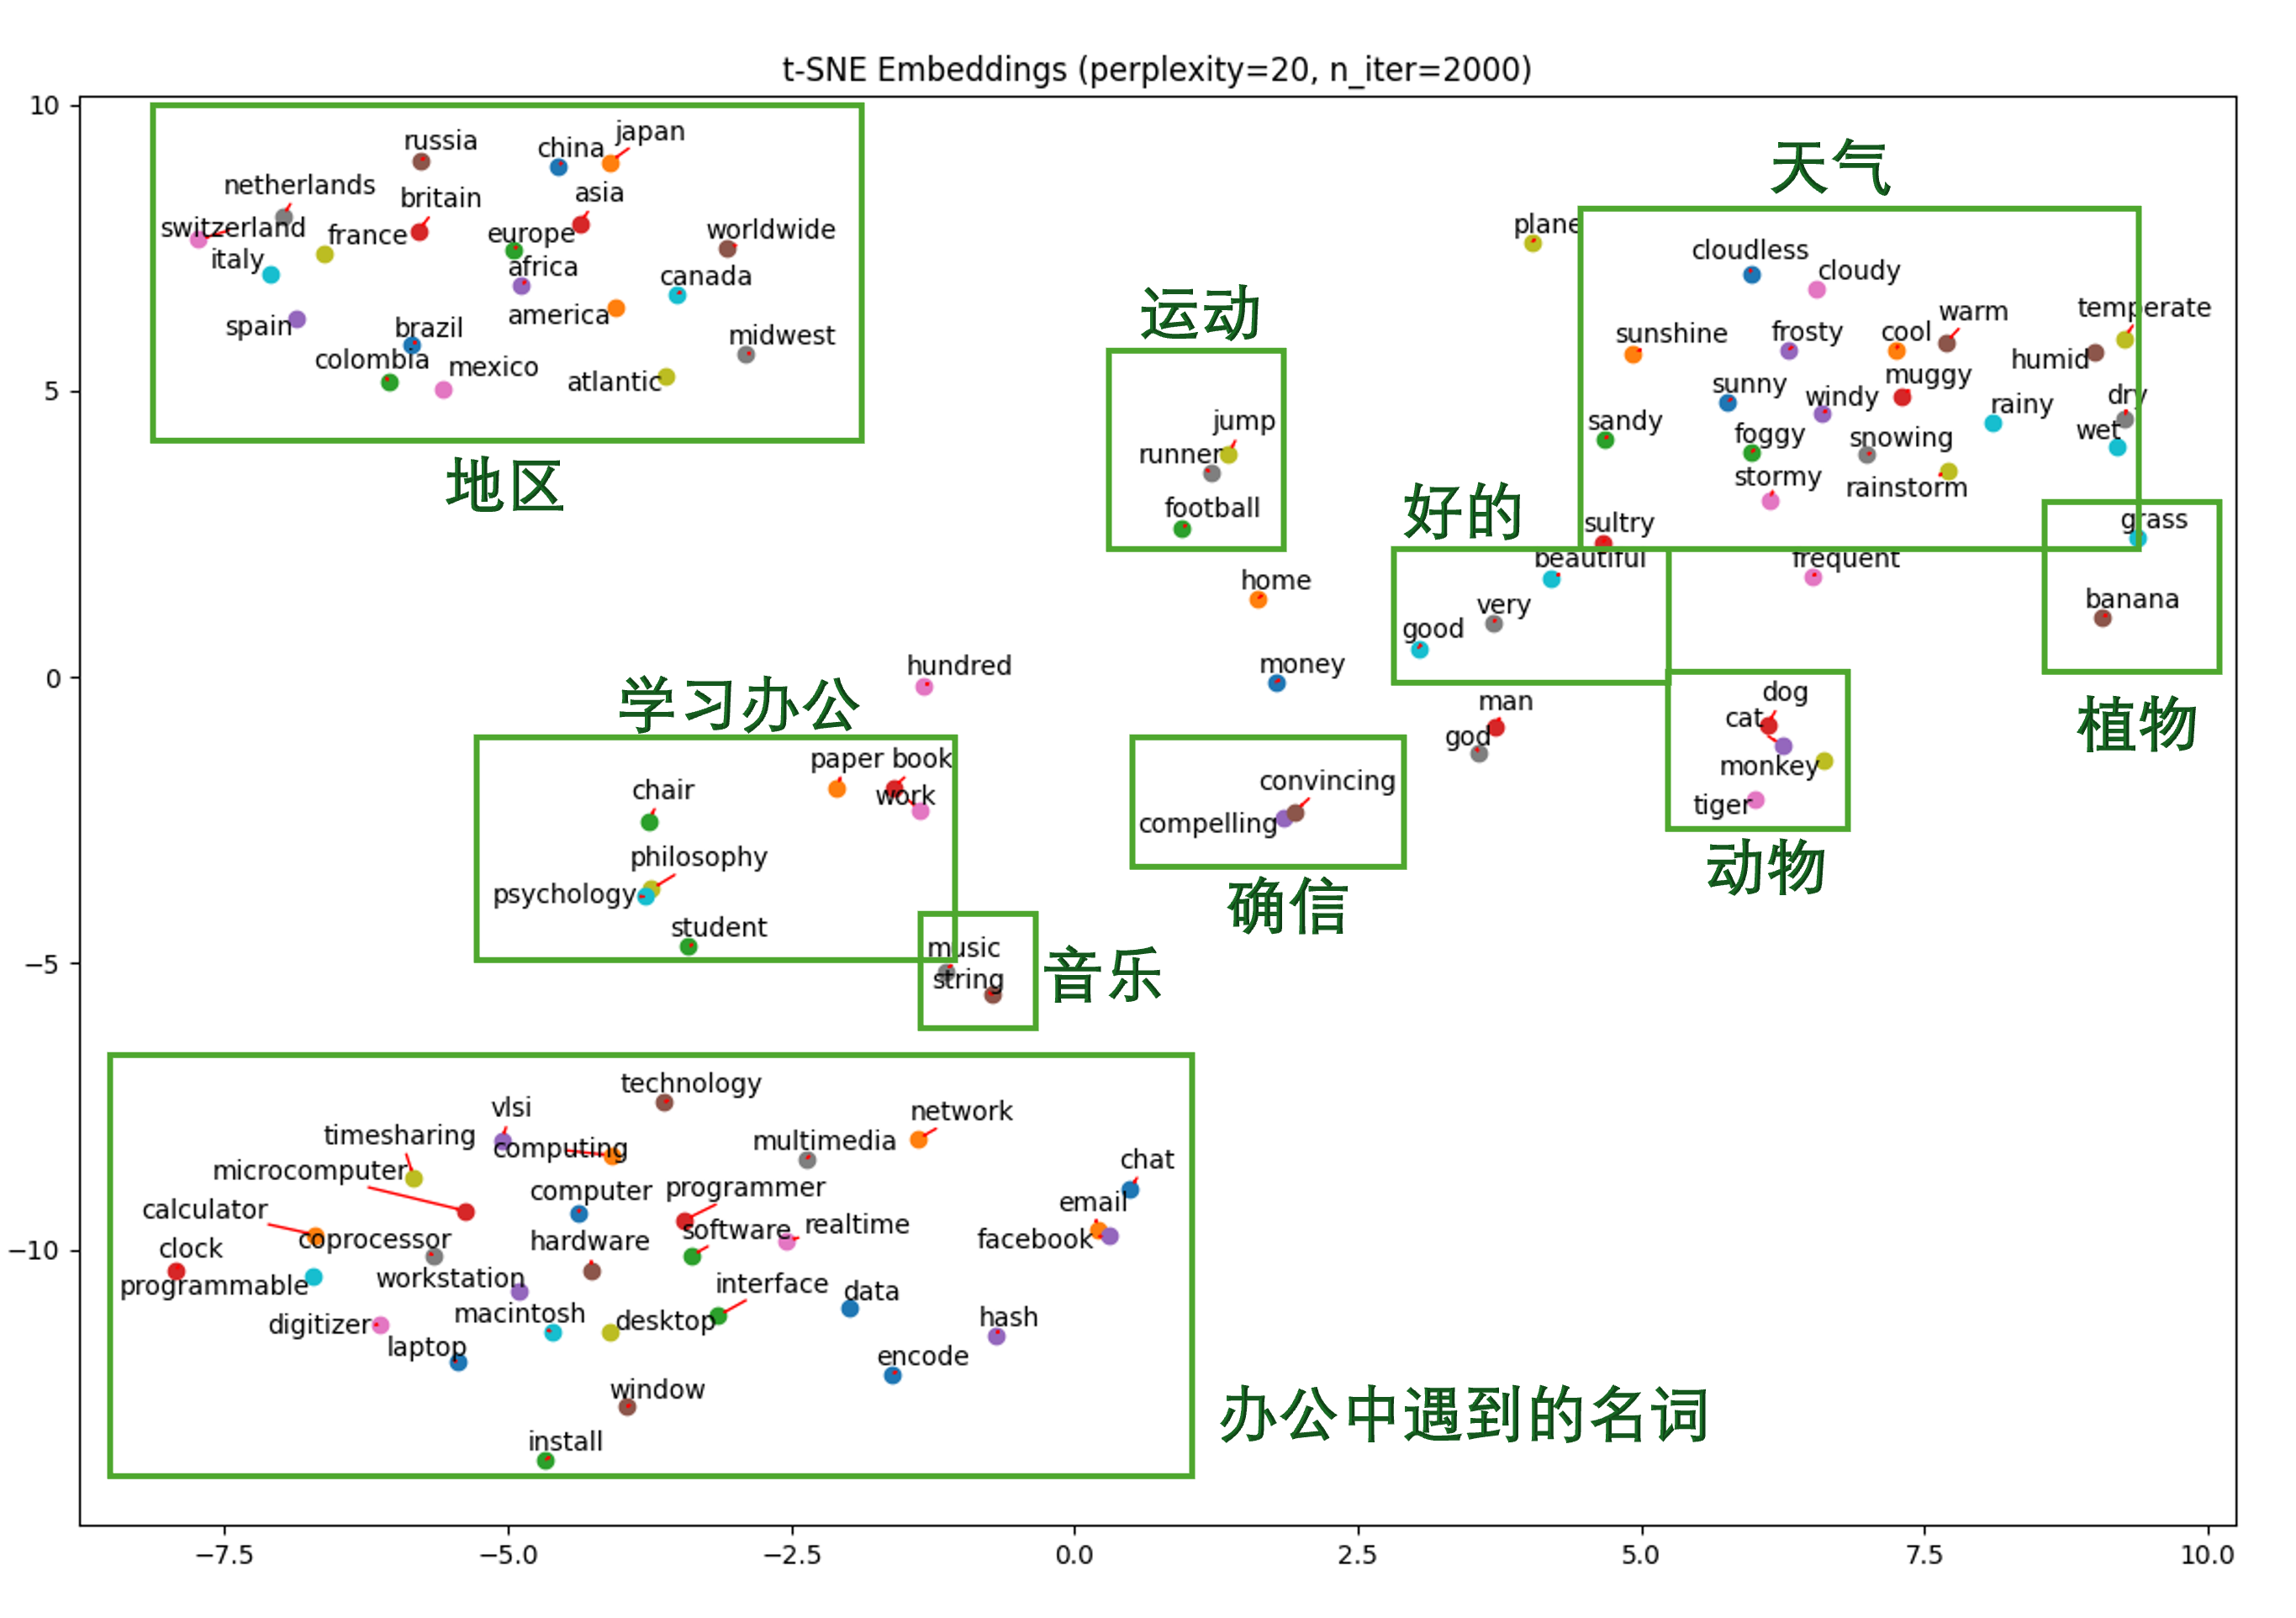 t-SNE Embeddings (perplexity=20, n_iter=2000)
10
5
0
−5
−10
−7.5
−5.0
−2.5
0.0
2.5
5.0
7.5
10.0
russia
china
japan
netherlands
britain
asia
switzerland
france
europe
worldwide
italy
africa
canada
spain
america
brazil
midwest
colombia
mexico
atlantic
地区
运动
jump
runner
football
天气
plane
cloudless
cloudy
temperate
sunshine
frosty
cool
warm
humid
sunny
windy
muggy
dry
sandy
foggy
snowing
rainy
wet
stormy
rainstorm
sultry
好的
beautiful
very
good
frequent
grass
banana
植物
home
money
hundred
man
god
dog
cat
monkey
tiger
动物
学习办公
paper
book
work
chair
philosophy
psychology
student
convincing
compelling
确信
music
string
音乐
technology
vlsi
network
timesharing
computing
multimedia
microcomputer
chat
computer
programmer
calculator
email
coprocessor
software
realtime
clock
hardware
facebook
programmable
workstation
interface
data
digitizer
macintosh
desktop
hash
laptop
encode
window
install
办公中遇到的名词